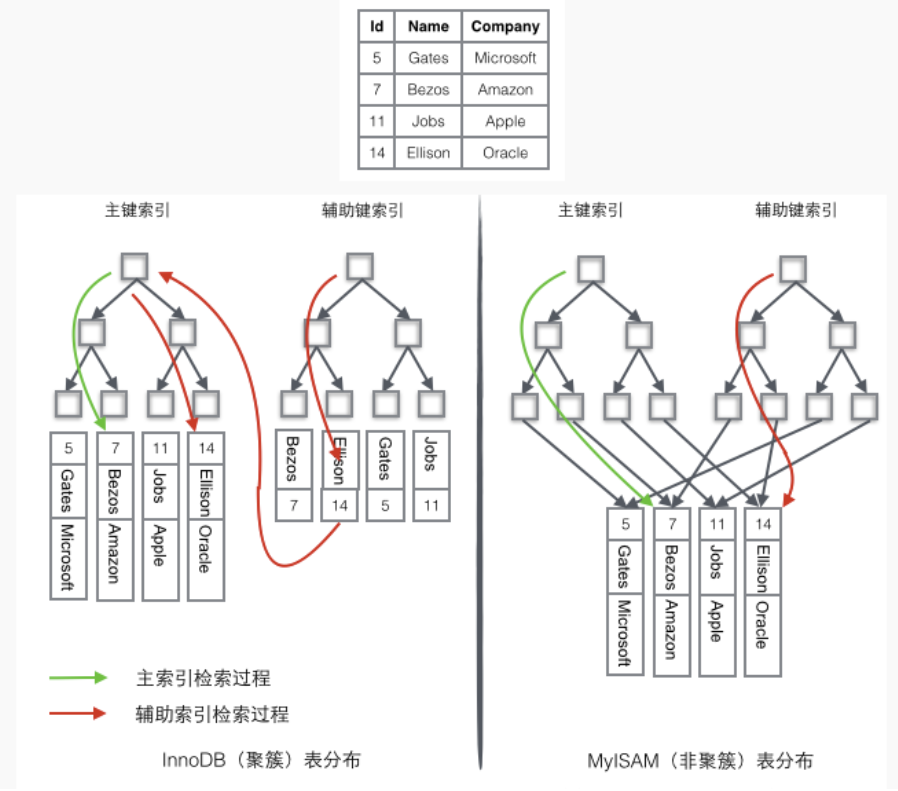 Id Name Company
5 Gates Microsoft
7 Bezos Amazon
11 Jobs Apple
14 Ellison Oracle
主键索引 辅助键索引 主键索引 辅助键索引
5 Gates Microsoft
7 Bezos Amazon
11 Jobs Apple
14 Ellison Oracle
Bezos 7
Ellison 14
Gates 5
Jobs 11
5 Gates Microsoft
7 Bezos Amazon
11 Jobs Apple
14 Ellison Oracle
主索引检索过程
辅助索引检索过程
InnoDB（聚簇）表分布 MyISAM（非聚簇）表分布